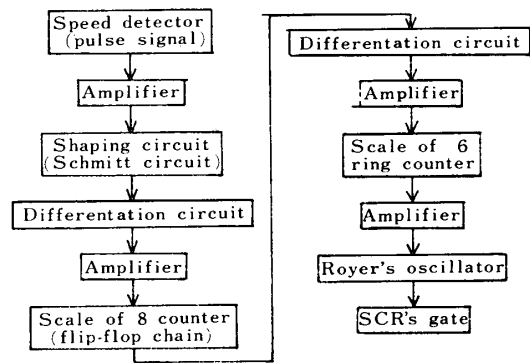 Speed detector
(pulse signal)
Amplifier
Shaping circuit
(Schmitt circuit)
Differentation circuit
Amplifier
Scale of 8 counter
(flip-flop chain)
Differentation circuit
Amplifier
Scale of 6
ring counter
Amplifier
Royer's oscillator
SCR's gate